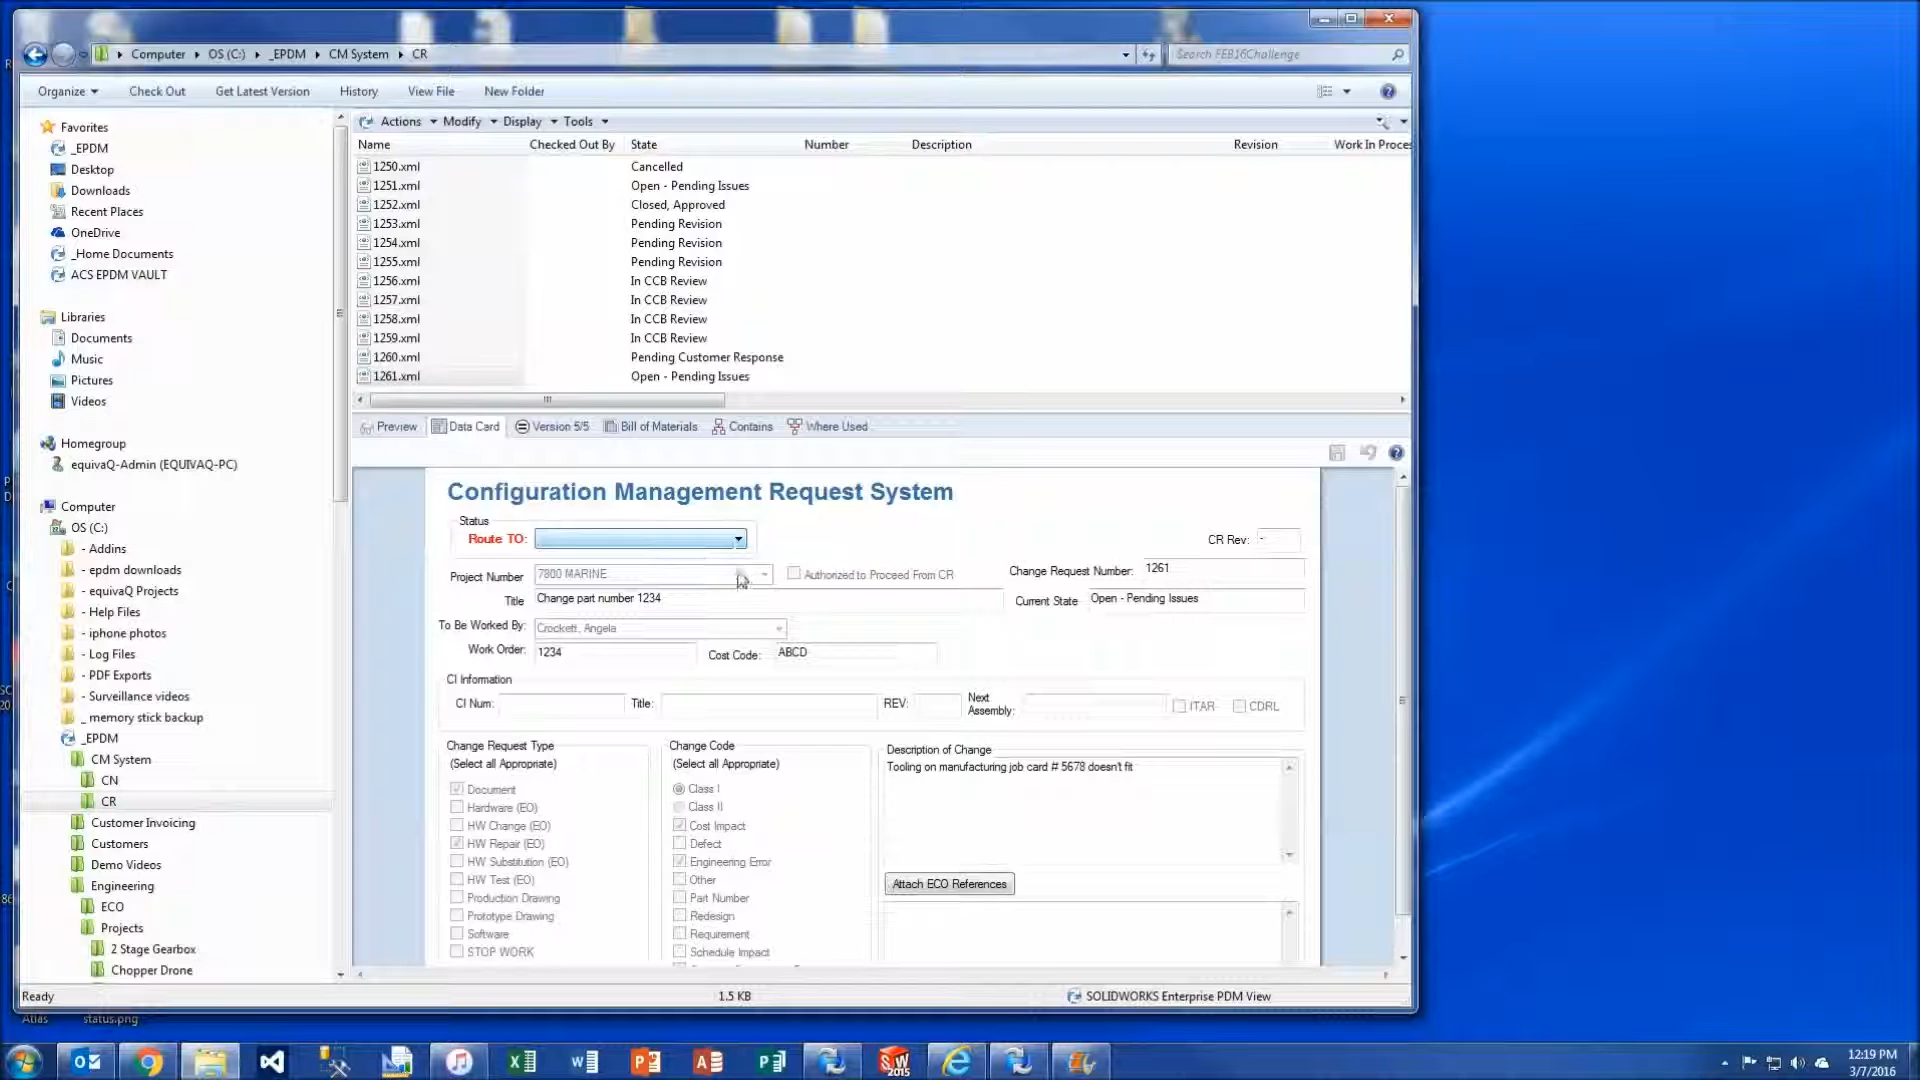 Computer OS (C:) _EPDM CM System CR
Search FEB16Challenge
Organize Check Out Get Latest Version History View File New Folder
Favorites
_EPDM
Desktop
Downloads
Recent Places
OneDrive
_Home Documents
ACS EPDM VAULT
Libraries
Documents
Music
Pictures
Videos
Homegroup
equivaQ-Admin (EQUIVAQ-PC)
Computer
OS (C:)
- Addins
- epdm downloads
- equivaQ Projects
- Help Files
- iphone photos
- Log Files
- PDF Exports
- Surveillance videos
_ memory stick backup
_EPDM
CM System
CN
CR
Customer Invoicing
Customers
Demo Videos
Engineering
ECO
Projects
2 Stage Gearbox
Chopper Drone
Actions Modify Display Tools
Name Checked Out By State Number Description Revision Work In Proces
1250.xml Cancelled
1251.xml Open - Pending Issues
1252.xml Closed, Approved
1253.xml Pending Revision
1254.xml Pending Revision
1255.xml Pending Revision
1256.xml In CCB Review
1257.xml In CCB Review
1258.xml In CCB Review
1259.xml In CCB Review
1260.xml Pending Customer Response
1261.xml Open - Pending Issues
Preview Data Card Version 5/5 Bill of Materials Contains Where Used
Configuration Management Request System
Status
Route TO:
CR Rev: -
Project Number 7800 MARINE Authorized to Proceed From CR Change Request Number: 1261
Title Change part number 1234 Current State Open - Pending Issues
To Be Worked By: Crockett, Angela
Work Order: 1234 Cost Code: ABCD
CI Information
CI Num: Title: REV: Next Assembly: ITAR CDRL
Change Request Type
(Select all Appropriate)
Document
Hardware (EO)
HW Change (EO)
HW Repair (EO)
HW Substitution (EO)
HW Test (EO)
Production Drawing
Prototype Drawing
Software
STOP WORK
Change Code
(Select all Appropriate)
Class I
Class II
Cost Impact
Defect
Engineering Error
Other
Part Number
Redesign
Requirement
Schedule Impact
Description of Change
Tooling on manufacturing job card # 5678 doesn't fit
Attach ECO References
Ready 1.5 KB SOLIDWORKS Enterprise PDM View
Atlas status.png
SW 2015
12:19 PM
3/7/2016